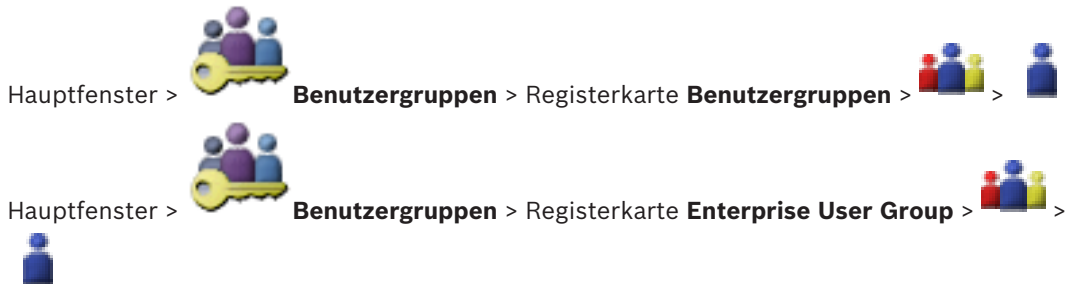 Hauptfenster > Benutzergruppen > Registerkarte Benutzergruppen > >
Hauptfenster > Benutzergruppen > Registerkarte Enterprise User Group > >